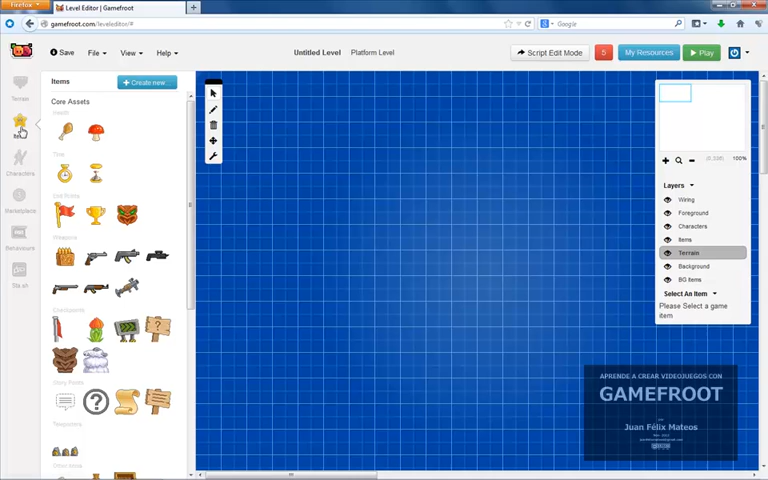 Firefox
Level Editor | Gamefroot
gamefroot.com/leveleditor/#
Google
Save
File
View
Help
Untitled Level
Platform Level
Script Edit Mode
5
My Resources
Play
Terrain
Characters
Marketplace
Behaviours
Items
Create new...
Core Assets
Health
Time
End Points
Weapons
Checkpoints
Story Points
Teleporters
(0,336)
100%
Layers
Wiring
Foreground
Characters
Items
Terrain
Background
BG items
Select An Item
Please Select a game
item
APRENDE A CREAR VIDEOJUEGOS CON
GAMEFROOT
Juan Félix Mateos